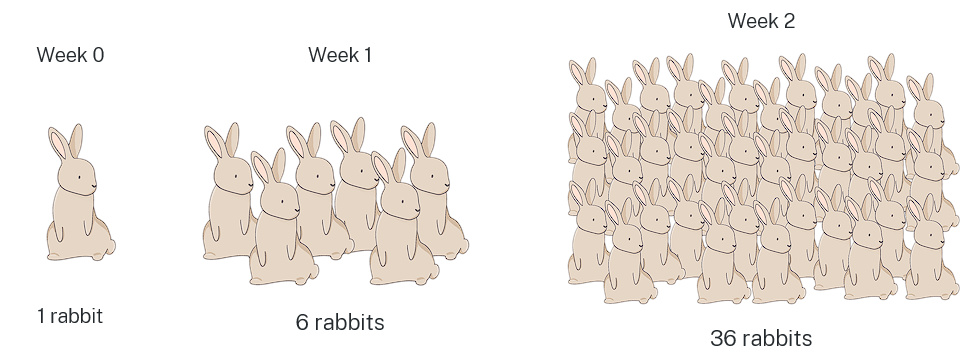 Week 0
1 rabbit
Week 1
6 rabbits
Week 2
36 rabbits